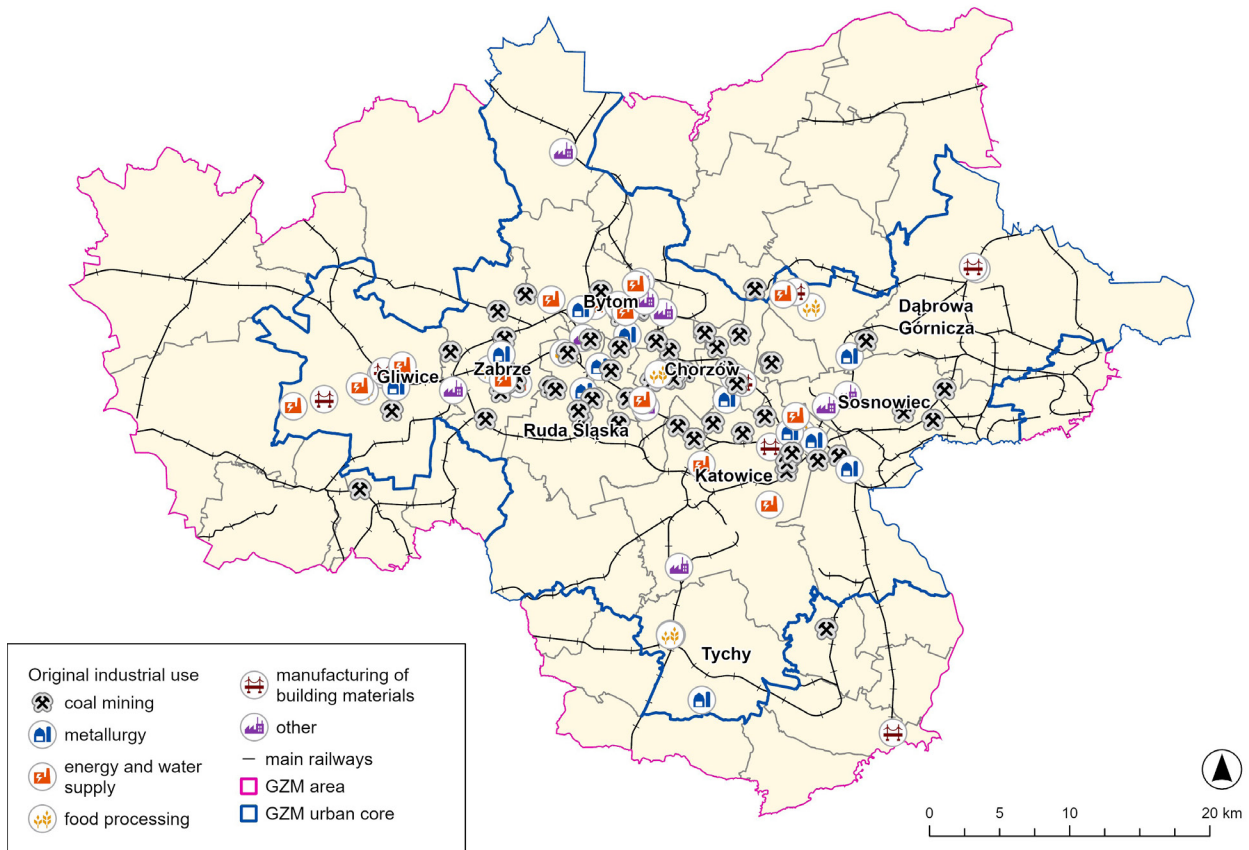 Bytom
Dąbrowa
Górnicza
Gliwice
Zabrze
Chorzów
Sosnowiec
Ruda Śląska
Katowice
Tychy
Original industrial use
coal mining
metallurgy
energy and water
supply
food processing
manufacturing of
building materials
other
main railways
GZM area
GZM urban core
0 5 10 20 km